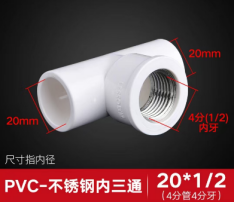 20mm
20mm
4分(1/2)
内牙
尺寸指内径
PVC-不锈钢内三通
20*1/2
(4分管4分牙)